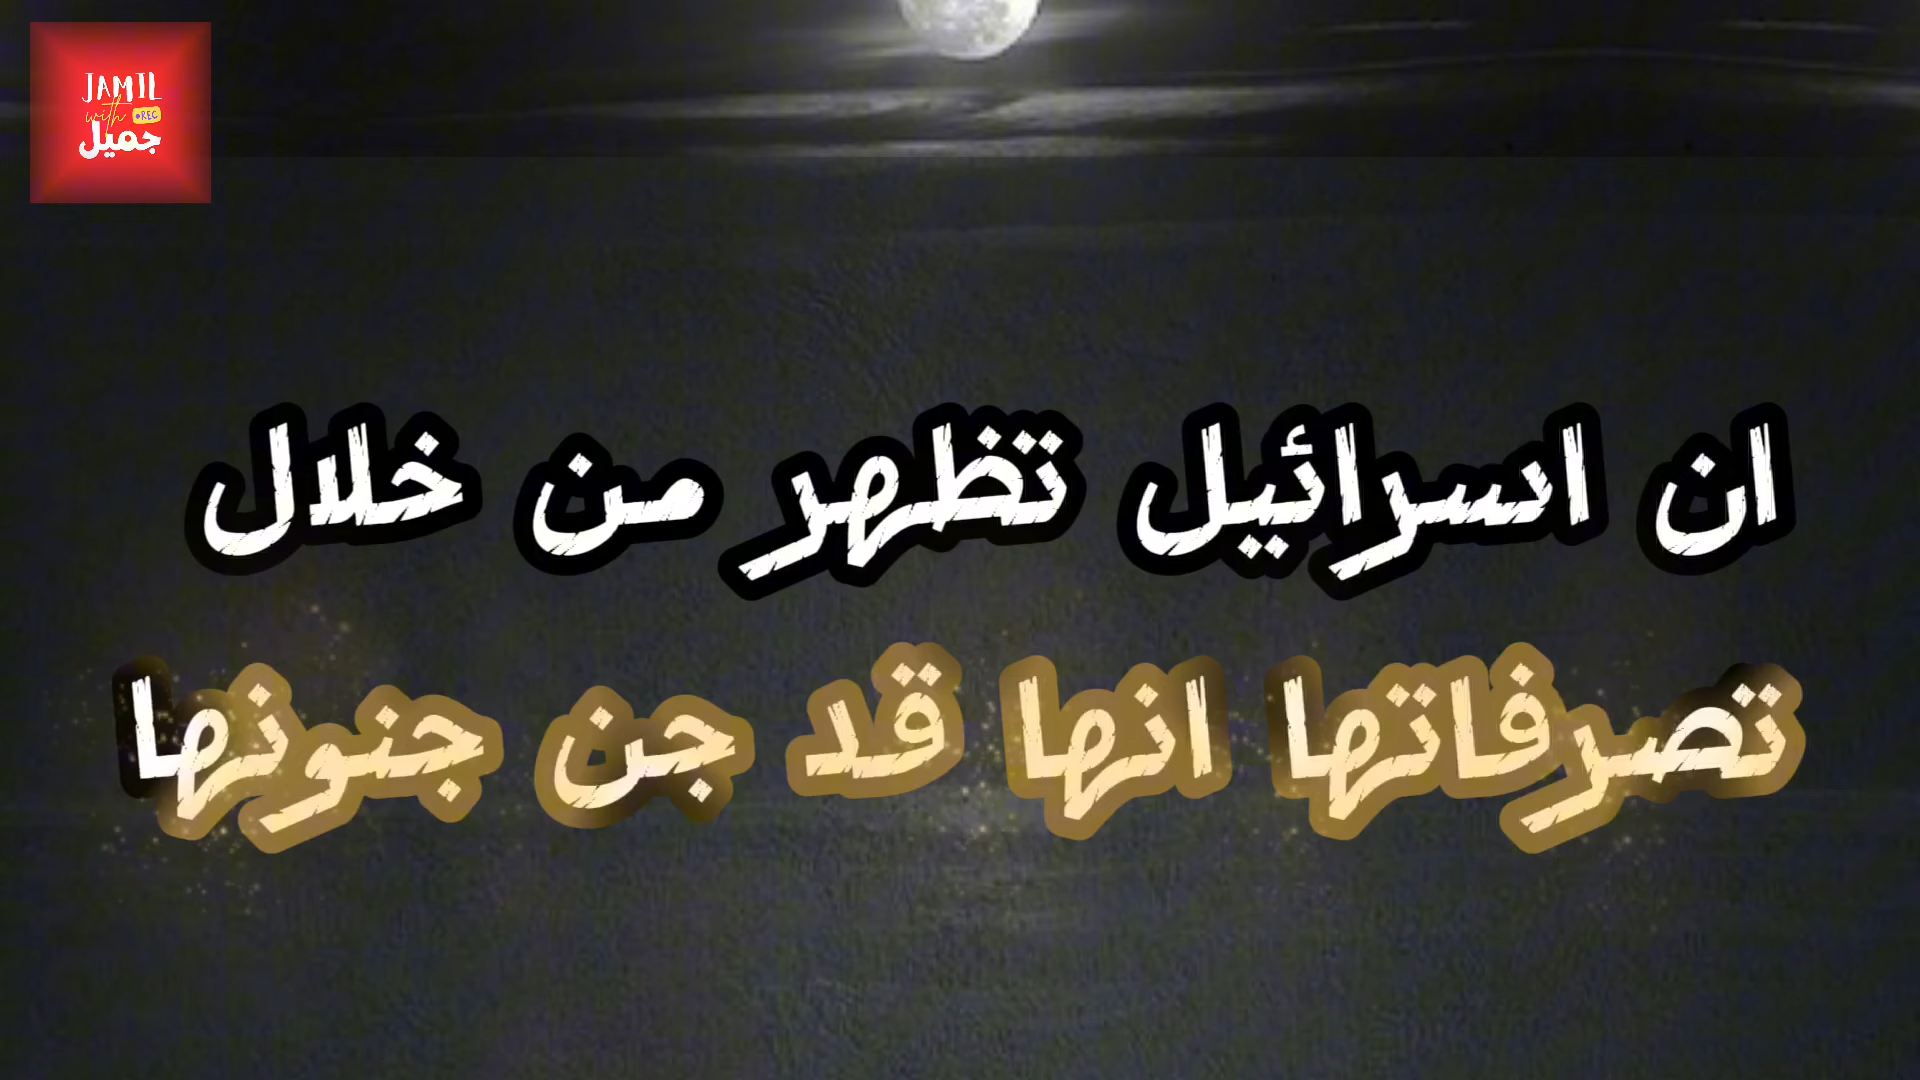 JAMIL
with REC
جميل
ان اسرائيل تظهر من خلال
تصرفاتها انها قد جن جنونها